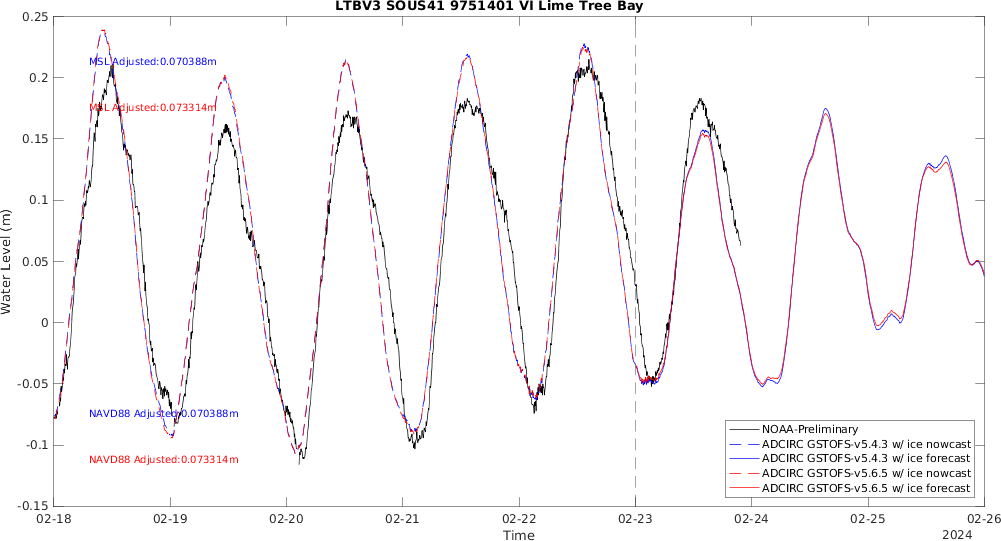 LTBV3 SOUS41 9751401 VI Lime Tree Bay
Water Level (m)
0.25
0.2
0.15
0.1
0.05
0
-0.05
-0.1
-0.15
MSL Adjusted:0.070388m
MSL Adjusted:0.073314m
NAVD88 Adjusted:0.070388m
NAVD88 Adjusted:0.073314m
NOAA-Preliminary
ADCIRC GSTOFS-v5.4.3 w/ ice nowcast
ADCIRC GSTOFS-v5.4.3 w/ ice forecast
ADCIRC GSTOFS-v5.6.5 w/ ice nowcast
ADCIRC GSTOFS-v5.6.5 w/ ice forecast
02-18 02-19 02-20 02-21 02-22 02-23 02-24 02-25 02-26
Time
2024